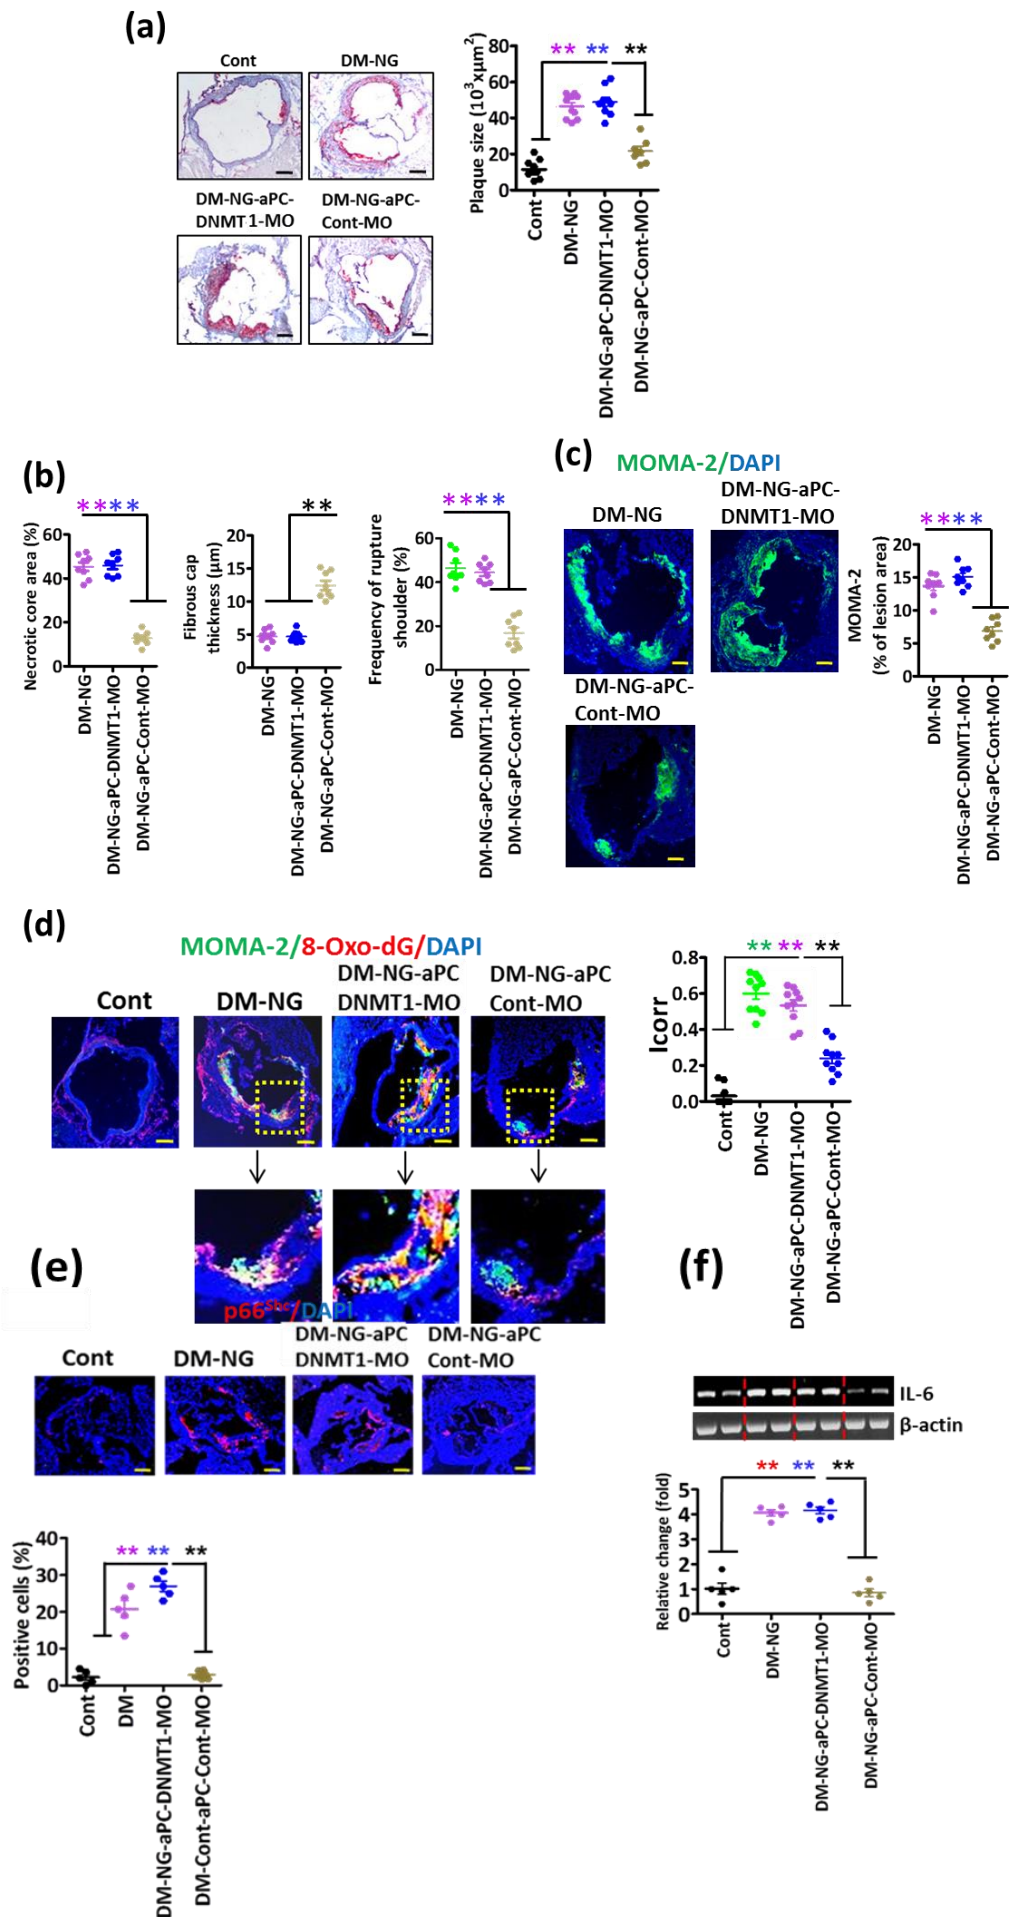 (a)
Cont
DM-NG
DM-NG-aPC-
DNMT1-MO
DM-NG-aPC-
Cont-MO
Plaque size (10³xµm²)
80
60
40
20
0
** ** **
Cont
DM-NG
DM-NG-aPC-DNMT1-MO
DM-NG-aPC-Cont-MO
(b)
Necrotic core area (%)
60
40
20
0
****
DM-NG
DM-NG-aPC-DNMT1-MO
DM-NG-aPC-Cont-MO
Fibrous cap
thickness (µm)
20
15
10
5
0
**
DM-NG
DM-NG-aPC-DNMT1-MO
DM-NG-aPC-Cont-MO
Frequency of rupture
shoulder (%)
60
40
20
0
****
DM-NG
DM-NG-aPC-DNMT1-MO
DM-NG-aPC-Cont-MO
(c)
MOMA-2/DAPI
DM-NG
DM-NG-aPC-
DNMT1-MO
DM-NG-aPC-
Cont-MO
MOMA-2
(% of lesion area)
20
15
10
5
0
****
DM-NG
DM-NG-aPC-DNMT1-MO
DM-NG-aPC-Cont-MO
(d)
MOMA-2/8-Oxo-dG/DAPI
Cont
DM-NG
DM-NG-aPC
DNMT1-MO
DM-NG-aPC
Cont-MO
Icorr
0.8
0.6
0.4
0.2
0.0
** ** **
Cont
DM-NG
DM-NG-aPC-DNMT1-MO
DM-NG-aPC-Cont-MO
(e)
p66Shc/DAPI
Cont
DM-NG
DM-NG-aPC
DNMT1-MO
DM-NG-aPC
Cont-MO
Positive cells (%)
40
30
20
10
0
** ** **
Cont
DM
DM-NG-aPC-DNMT1-MO
DM-Cont-aPC-Cont-MO
(f)
IL-6
β-actin
Relative change (fold)
5
4
3
2
1
0
** ** **
Cont
DM-NG
DM-NG-aPC-DNMT1-MO
DM-NG-aPC-Cont-MO